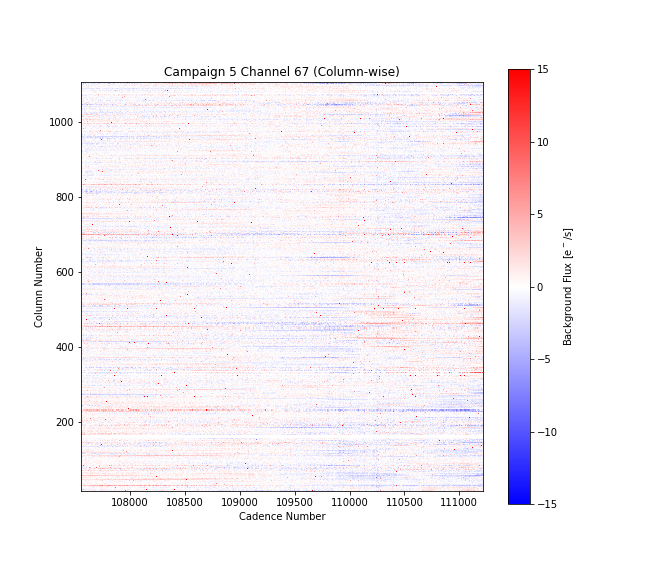 Campaign 5 Channel 67 (Column-wise)
1000
800
600
400
200
Column Number
108000 108500 109000 109500 110000 110500 111000
Cadence Number
15
10
5
0
−5
−10
−15
Background Flux [e⁻/s]